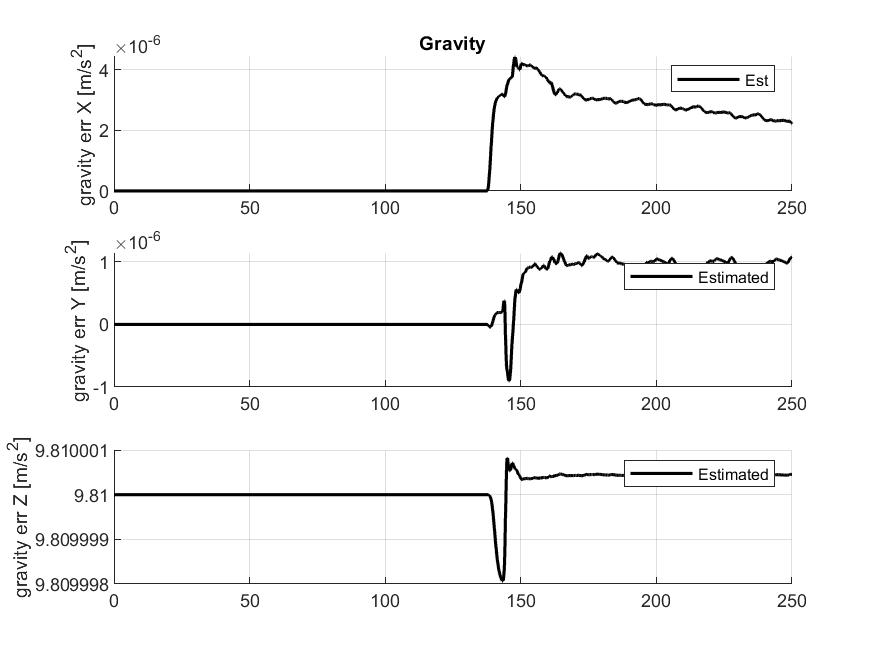 Gravity
×10-6
gravity err X [m/s2]
4
2
0
Est
0 50 100 150 200 250
×10-6
gravity err Y [m/s2]
1
0
-1
Estimated
0 50 100 150 200 250
gravity err Z [m/s2]
9.810001
9.81
9.809999
9.809998
Estimated
0 50 100 150 200 250